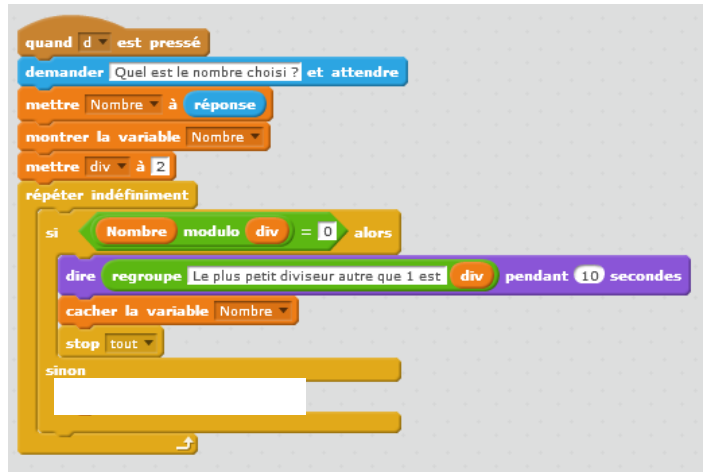 quand d est pressé
demander Quel est le nombre choisi ? et attendre
mettre Nombre à réponse
montrer la variable Nombre
mettre div à 2
répéter indéfiniment
si Nombre modulo div = 0 alors
dire regroupe Le plus petit diviseur autre que 1 est div pendant 10 secondes
cacher la variable Nombre
stop tout
sinon